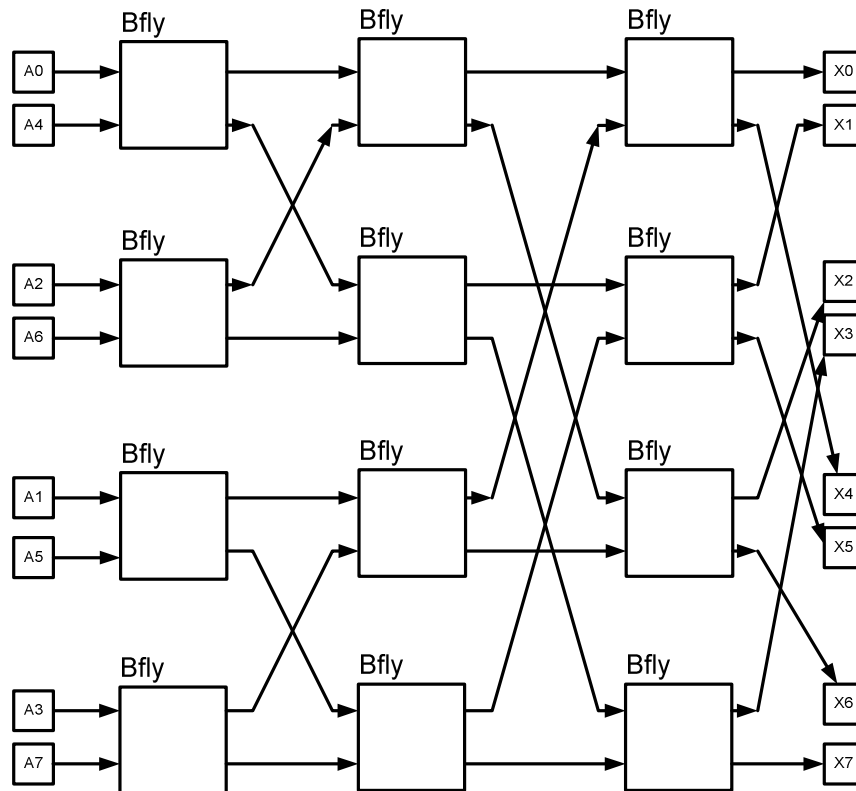 Bfly Bfly Bfly
A0 X0
A4 X1
Bfly Bfly Bfly
A2 X2
A6 X3
Bfly Bfly Bfly
A1 X4
A5 X5
Bfly Bfly Bfly
A3 X6
A7 X7